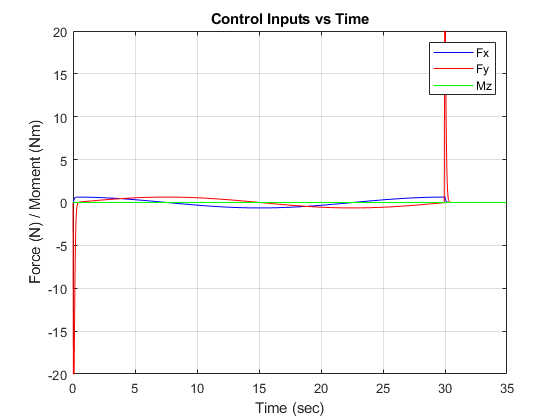 Control Inputs vs Time
Fx
Fy
Mz
Force (N) / Moment (Nm)
20
15
10
5
0
-5
-10
-15
-20
0
5
10
15
20
25
30
35
Time (sec)